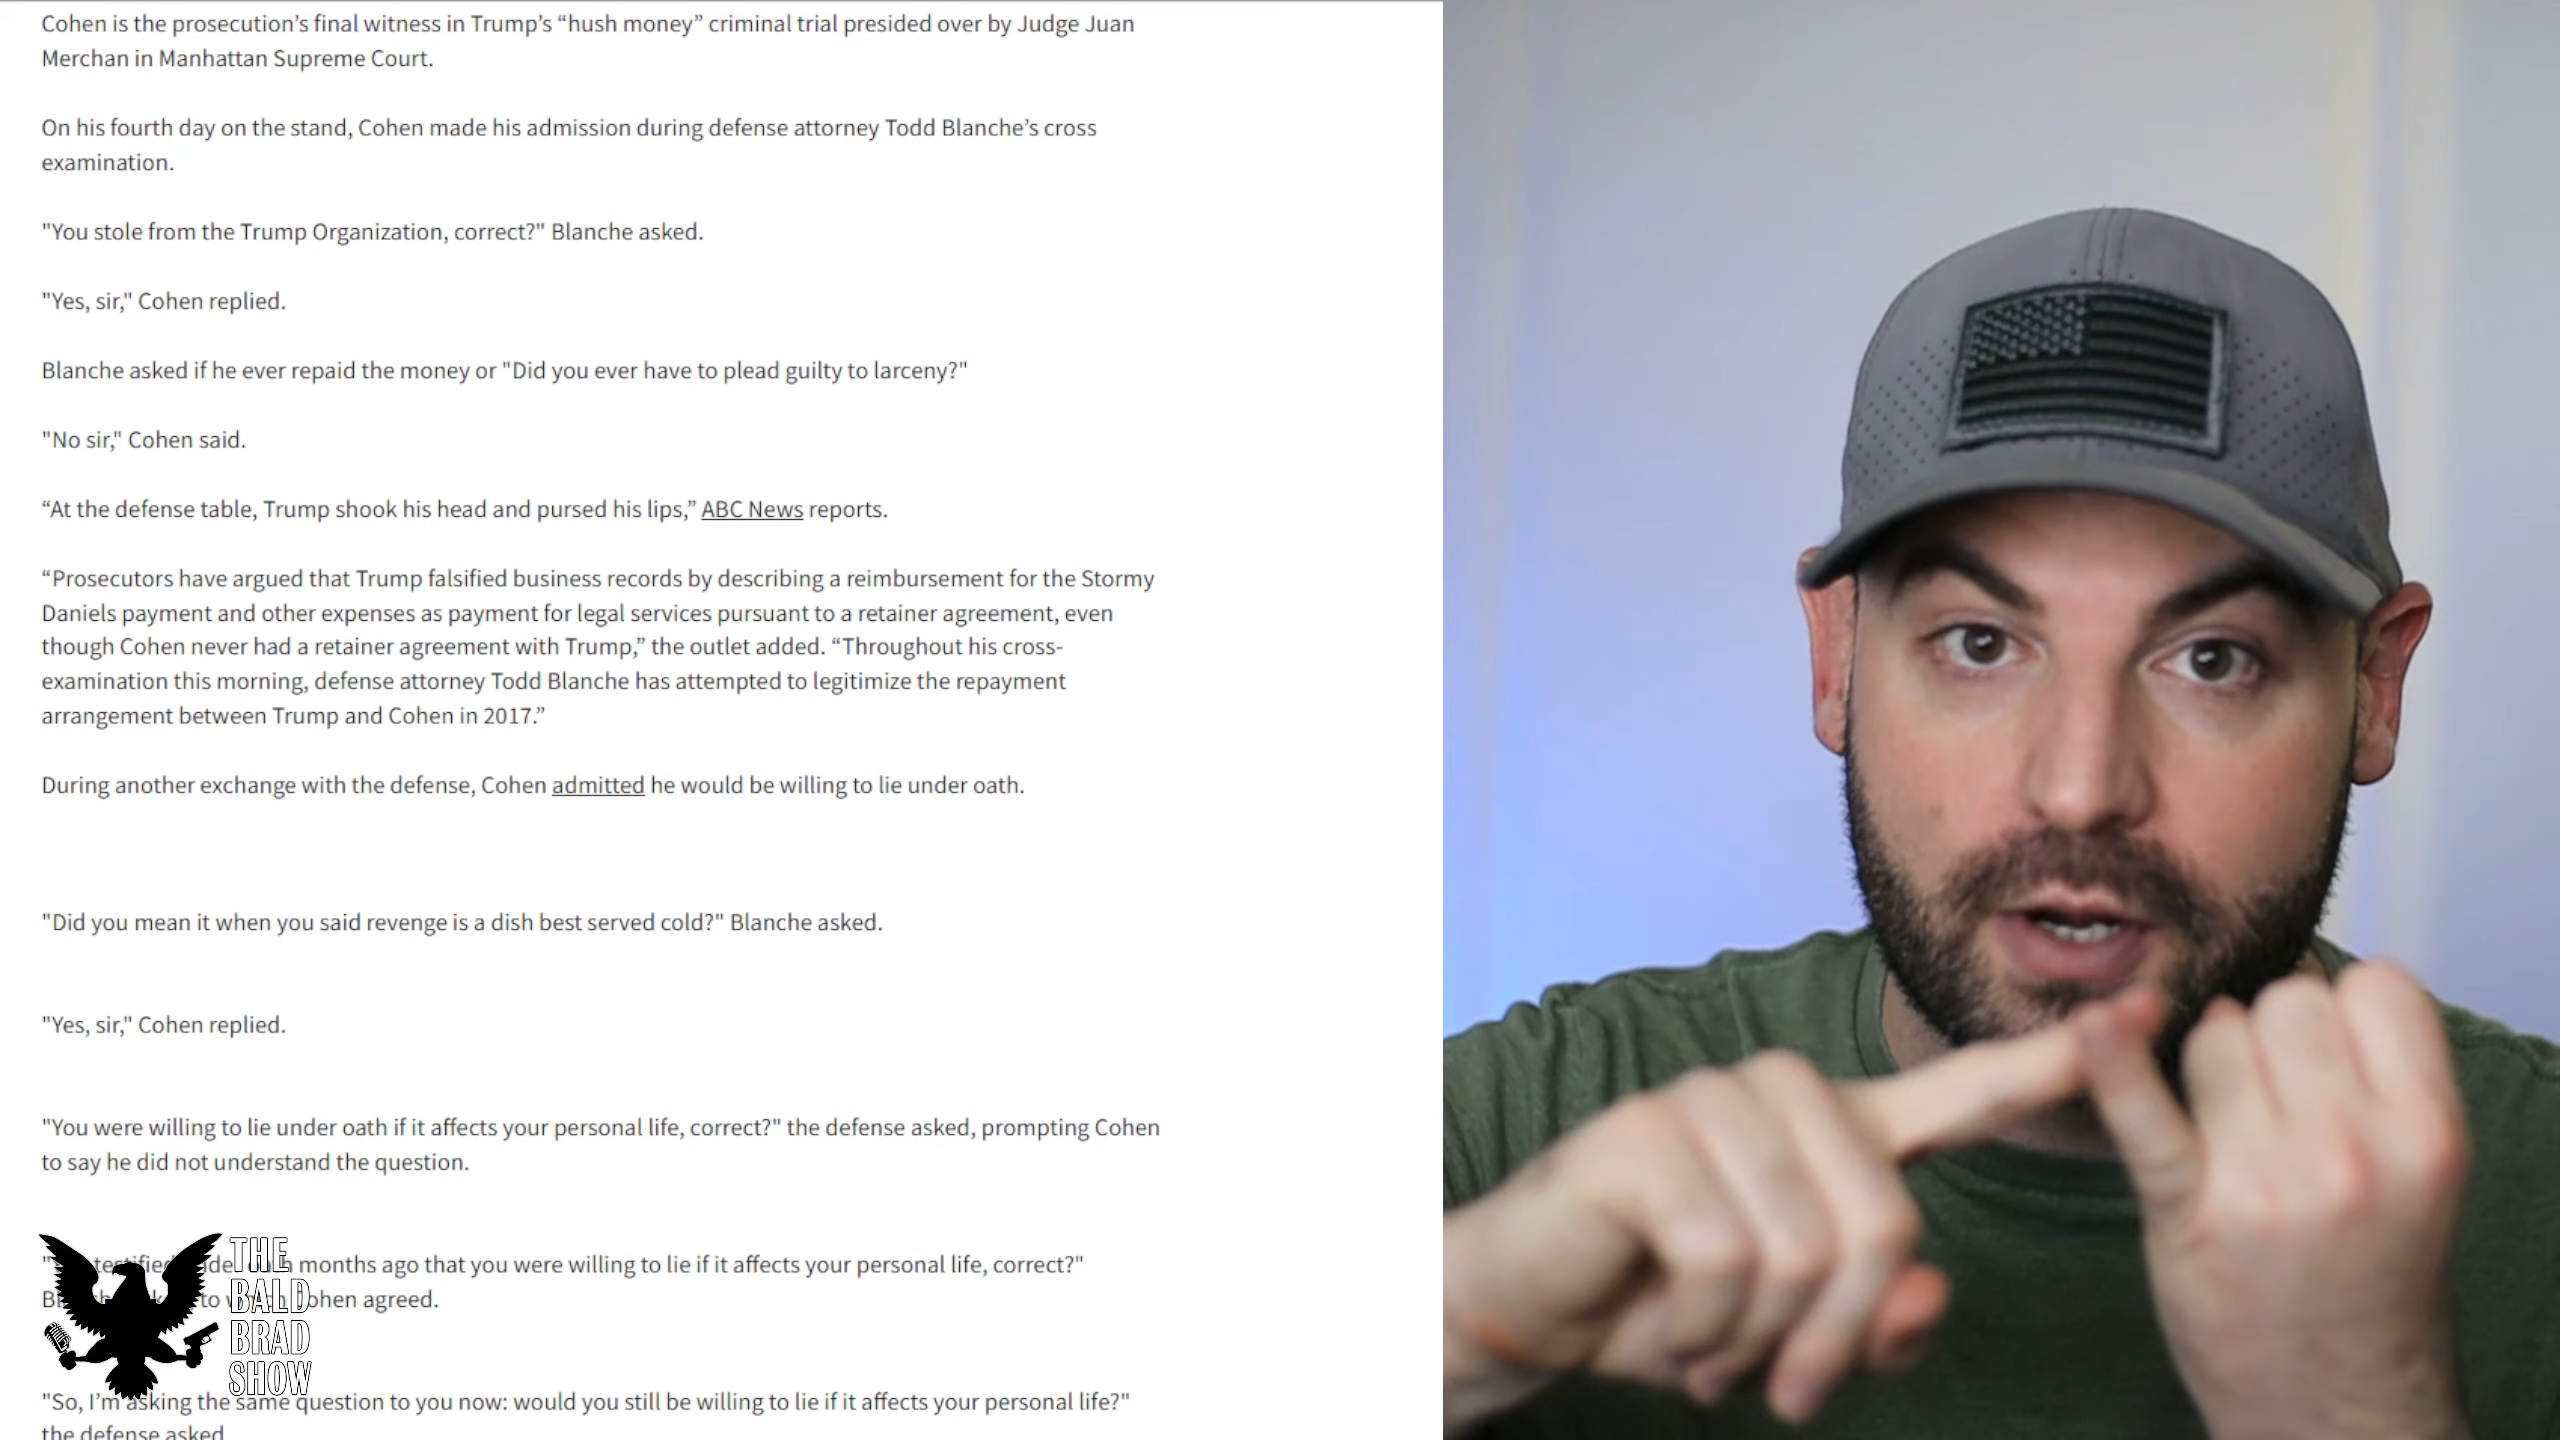 Cohen is the prosecution’s final witness in Trump’s “hush money” criminal trial presided over by Judge Juan
Merchan in Manhattan Supreme Court.
On his fourth day on the stand, Cohen made his admission during defense attorney Todd Blanche’s cross
examination.
"You stole from the Trump Organization, correct?" Blanche asked.
"Yes, sir," Cohen replied.
Blanche asked if he ever repaid the money or "Did you ever have to plead guilty to larceny?"
"No sir," Cohen said.
“At the defense table, Trump shook his head and pursed his lips,” ABC News reports.
“Prosecutors have argued that Trump falsified business records by describing a reimbursement for the Stormy
Daniels payment and other expenses as payment for legal services pursuant to a retainer agreement, even
though Cohen never had a retainer agreement with Trump,” the outlet added. “Throughout his cross-
examination this morning, defense attorney Todd Blanche has attempted to legitimize the repayment
arrangement between Trump and Cohen in 2017.”
During another exchange with the defense, Cohen admitted he would be willing to lie under oath.
"Did you mean it when you said revenge is a dish best served cold?" Blanche asked.
"Yes, sir," Cohen replied.
"You were willing to lie under oath if it affects your personal life, correct?" the defense asked, prompting Cohen
to say he did not understand the question.
months ago that you were willing to lie if it affects your personal life, correct?"
to Cohen agreed.
THE
BALD
BRAD
SHOW
"So, I’m asking the same question to you now: would you still be willing to lie if it affects your personal life?"
the defense asked